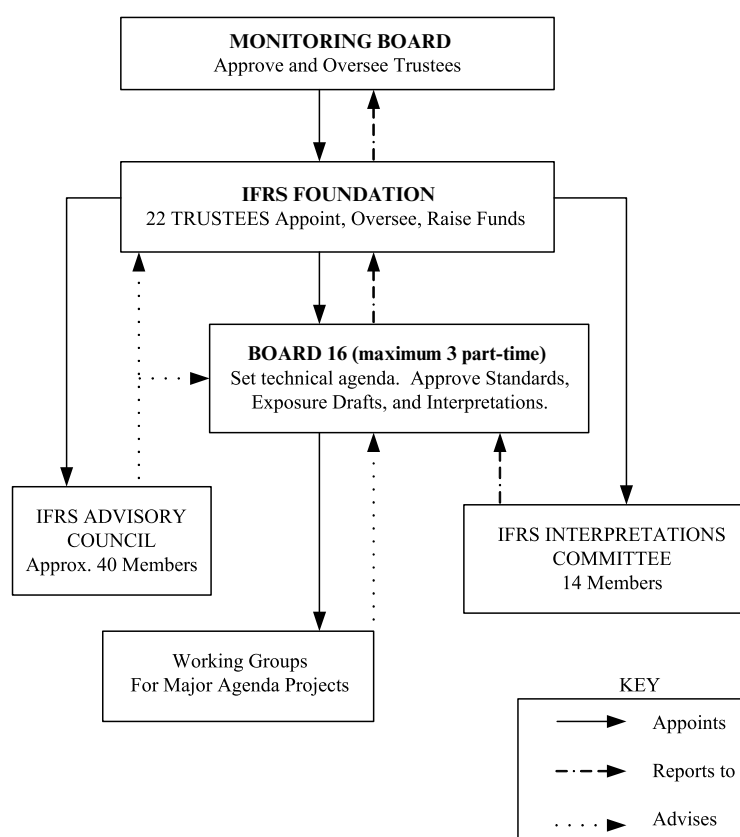 MONITORING BOARD
Approve and Oversee Trustees
IFRS FOUNDATION
22 TRUSTEES Appoint, Oversee, Raise Funds
BOARD 16 (maximum 3 part-time)
Set technical agenda. Approve Standards,
Exposure Drafts, and Interpretations.
IFRS ADVISORY
COUNCIL
Approx. 40 Members
IFRS INTERPRETATIONS
COMMITTEE
14 Members
Working Groups
For Major Agenda Projects
KEY
Appoints
Reports to
Advises